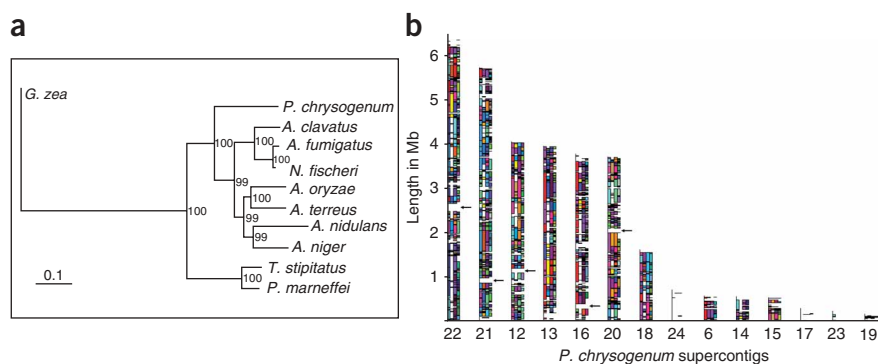 a
G. zea
P. chrysogenum
A. clavatus
100
A. fumigatus
100
100
N. fischeri
99
A. oryzae
100
A. terreus
100
99
A. nidulans
99
A. niger
0.1
T. stipitatus
100
P. marneffei
b
Length in Mb
6
5
4
3
2
1
22 21 12 13 16 20 18 24 6 14 15 17 23 19
P. chrysogenum supercontigs